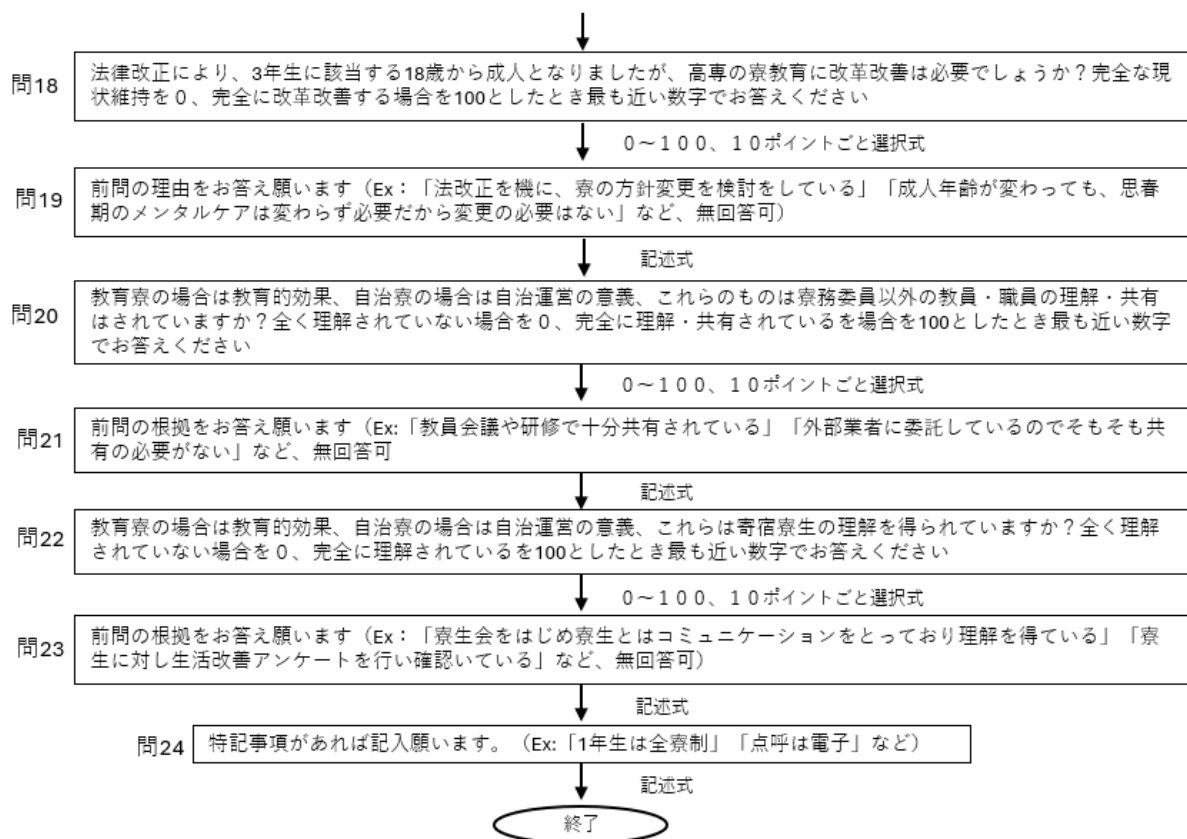 問18
法律改正により、3年生に該当する18歳から成人となりましたが、高専の寮教育に改革改善は必要でしょうか？完全な現
状維持を０、完全に改革改善する場合を100としたとき最も近い数字でお答えください
０～１００、１０ポイントごと選択式
問19
前問の理由をお答え願います（Ex：「法改正を機に、寮の方針変更を検討をしている」「成人年齢が変わっても、思春
期のメンタルケアは変わらず必要だから変更の必要はない」など、無回答可）
記述式
問20
教育寮の場合は教育的効果、自治寮の場合は自治運営の意義、これらのものは寮務委員以外の教員・職員の理解・共有
はされていますか？全く理解されていない場合を０、完全に理解・共有されているを場合を100としたとき最も近い数字
でお答えください
０～１００、１０ポイントごと選択式
問21
前問の根拠をお答え願います（Ex:「教員会議や研修で十分共有されている」「外部業者に委託しているのでそもそも共
有の必要がない」など、無回答可
記述式
問22
教育寮の場合は教育的効果、自治寮の場合は自治運営の意義、これらは寄宿寮生の理解を得られていますか？全く理解
されていない場合を０、完全に理解されているを100としたとき最も近い数字でお答えください
０～１００、１０ポイントごと選択式
問23
前問の根拠をお答え願います（Ex：「寮生会をはじめ寮生とはコミュニケーションをとっており理解を得ている」「寮
生に対し生活改善アンケートを行い確認いている」など、無回答可）
記述式
問24
特記事項があれば記入願います。（Ex:「1年生は全寮制」「点呼は電子」など）
記述式
終了